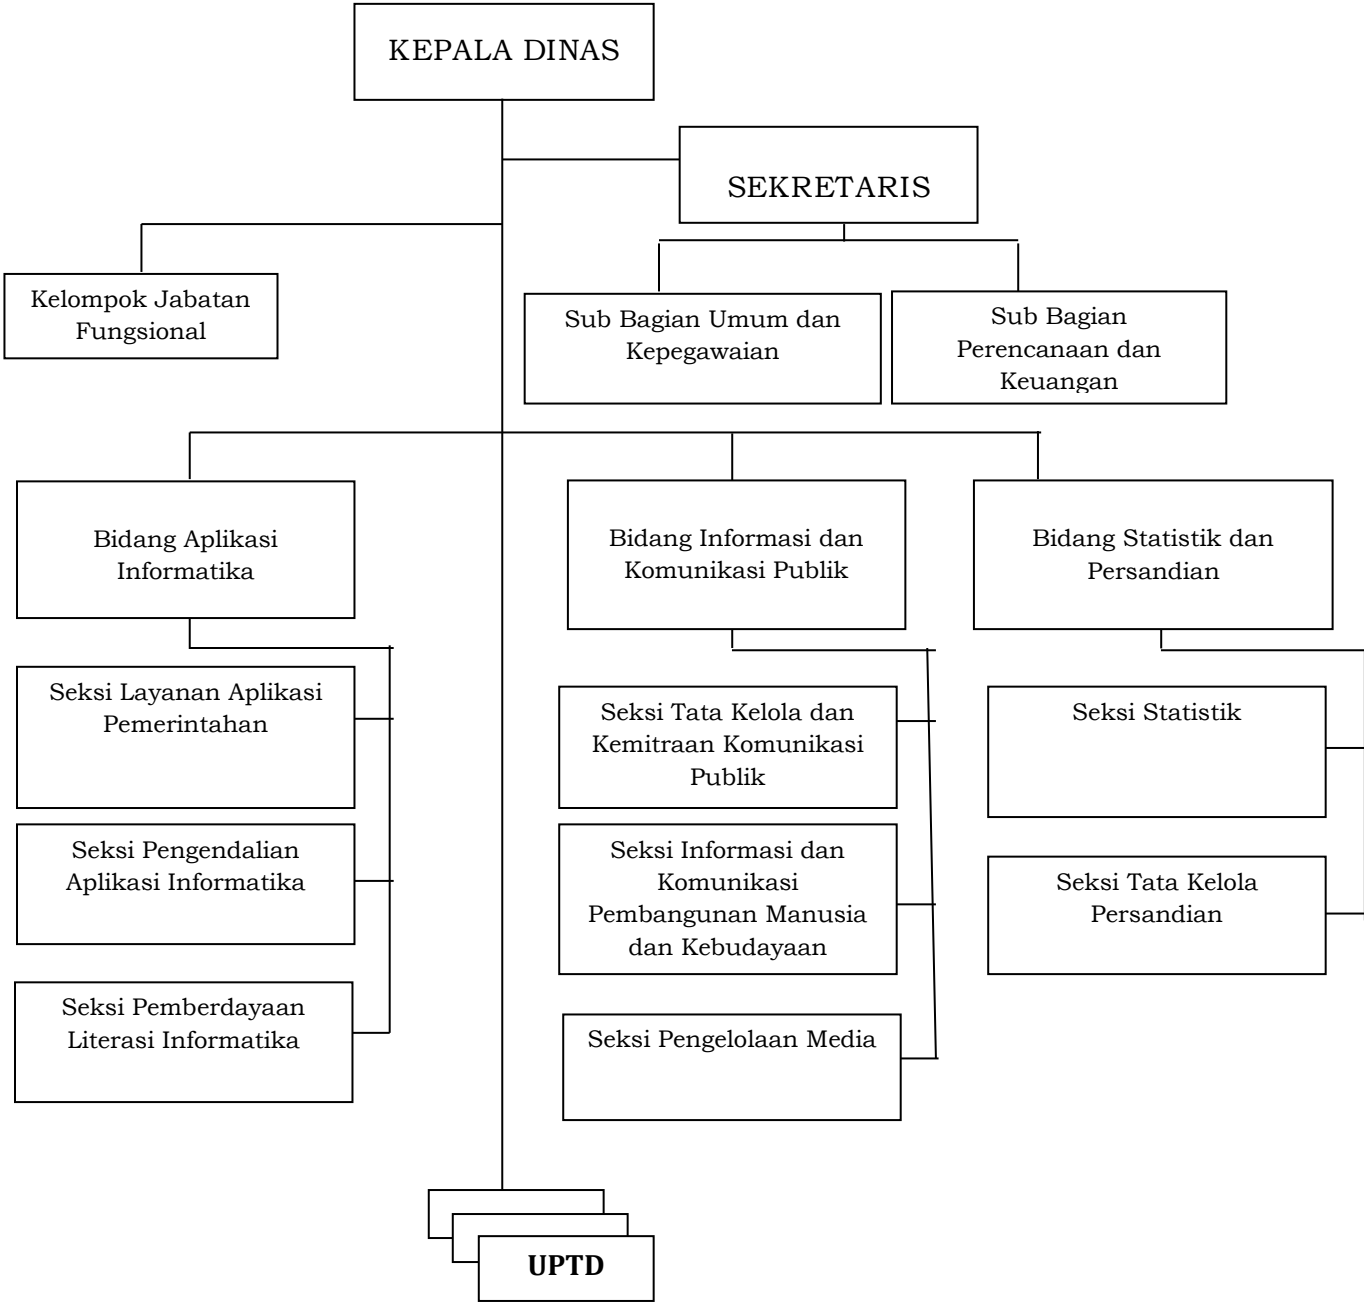 KEPALA DINAS
SEKRETARIS
Kelompok Jabatan
Fungsional
Sub Bagian Umum dan
Kepegawaian
Sub Bagian
Perencanaan dan
Keuangan
Bidang Aplikasi
Informatika
Bidang Informasi dan
Komunikasi Publik
Bidang Statistik dan
Persandian
Seksi Layanan Aplikasi
Pemerintahan
Seksi Pengendalian
Aplikasi Informatika
Seksi Pemberdayaan
Literasi Informatika
Seksi Tata Kelola dan
Kemitraan Komunikasi
Publik
Seksi Informasi dan
Komunikasi
Pembangunan Manusia
dan Kebudayaan
Seksi Pengelolaan Media
Seksi Statistik
Seksi Tata Kelola
Persandian
UPTD